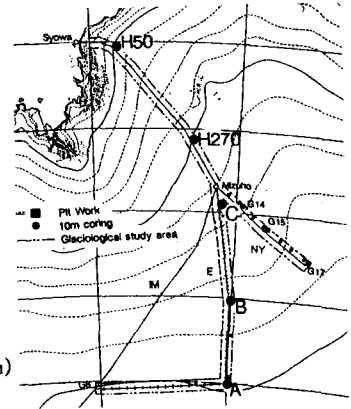 Syowa
H50
H270
Mizuho
Pit Work
10m coring
Glaciological study area
C
G14
G15
NY
G17
IM
E
B
A